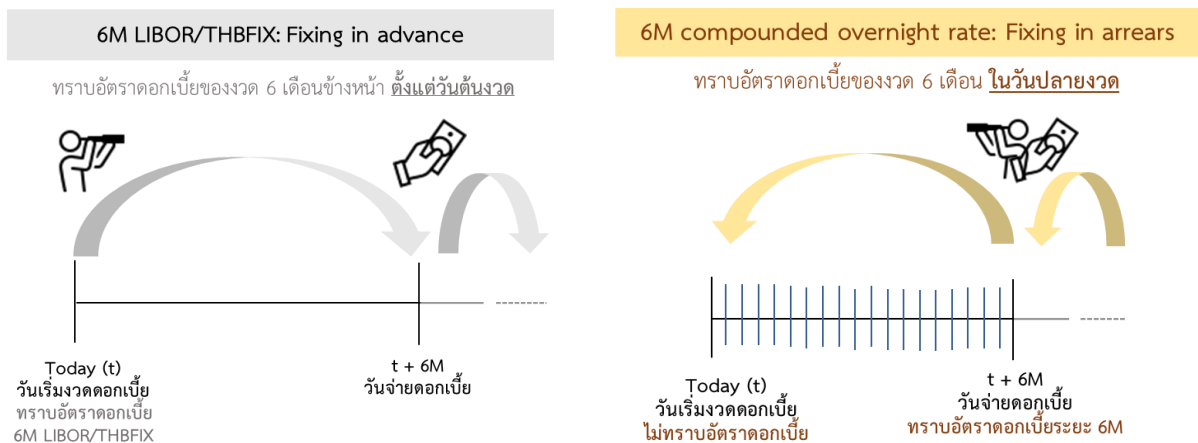 6M LIBOR/THBFIX: Fixing in advance
ทราบอัตราดอกเบี้ยของงวด 6 เดือนข้างหน้า ตั้งแต่วันต้นงวด
Today (t)
วันเริ่มงวดดอกเบี้ย
ทราบอัตราดอกเบี้ย
6M LIBOR/THBFIX
t + 6M
วันจ่ายดอกเบี้ย
6M compounded overnight rate: Fixing in arrears
ทราบอัตราดอกเบี้ยของงวด 6 เดือน ในวันปลายงวด
Today (t)
วันเริ่มงวดดอกเบี้ย
ไม่ทราบอัตราดอกเบี้ย
t + 6M
วันจ่ายดอกเบี้ย
ทราบอัตราดอกเบี้ยระยะ 6M